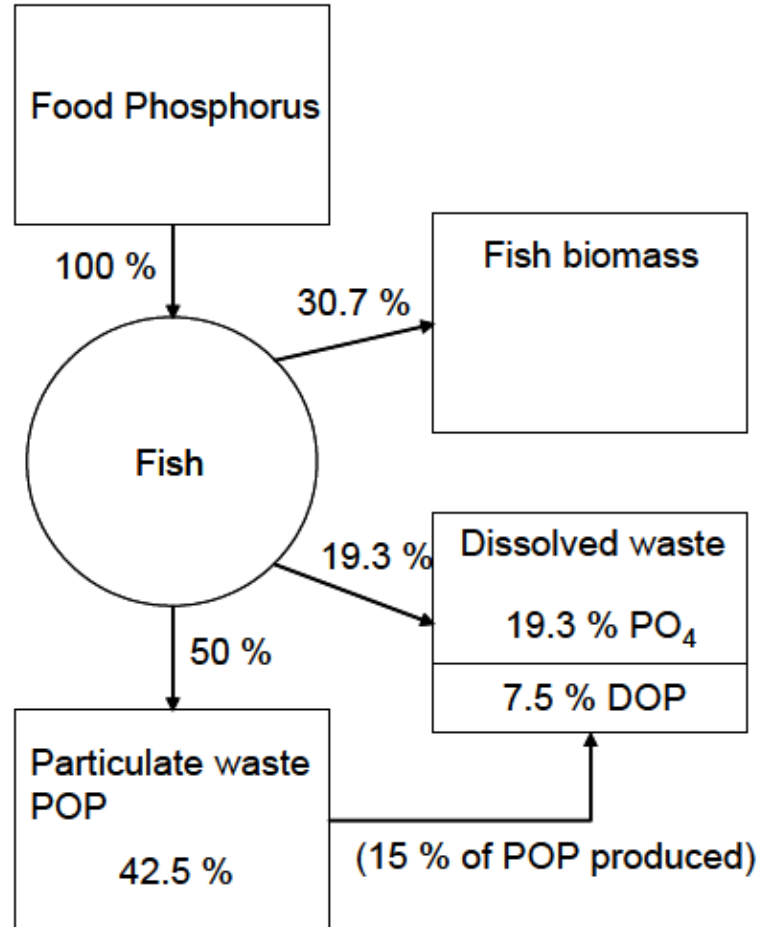 Food Phosphorus
100 %
Fish biomass
30.7 %
Fish
19.3 %
Dissolved waste
19.3 % PO₄
7.5 % DOP
50 %
Particulate waste
POP
42.5 %
(15 % of POP produced)